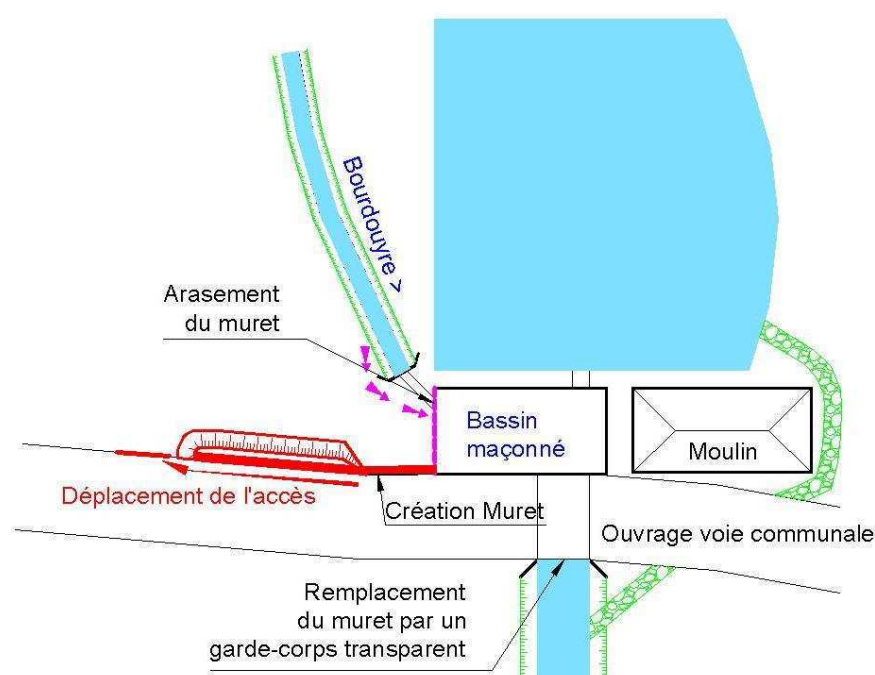 Bourdouyre >
Arasement
du muret
Bassin
maçonné
Moulin
Déplacement de l'accès
Création Muret
Ouvrage voie communale
Remplacement
du muret par un
garde-corps transparent